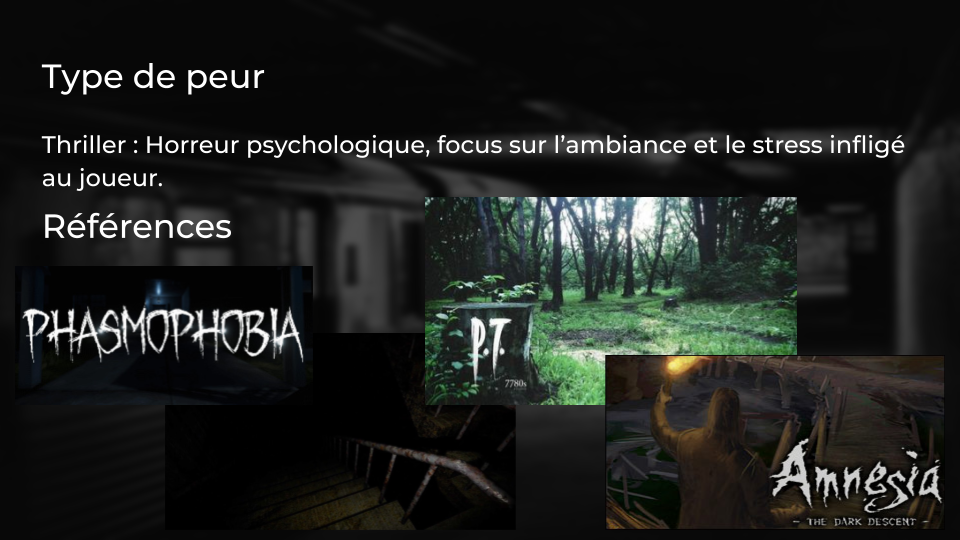 Type de peur
Thriller : Horreur psychologique, focus sur l’ambiance et le stress infligé
au joueur.
Références
PHASMOPHOBIA
P.T.
7780s
Amnesia
– THE DARK DESCENT –